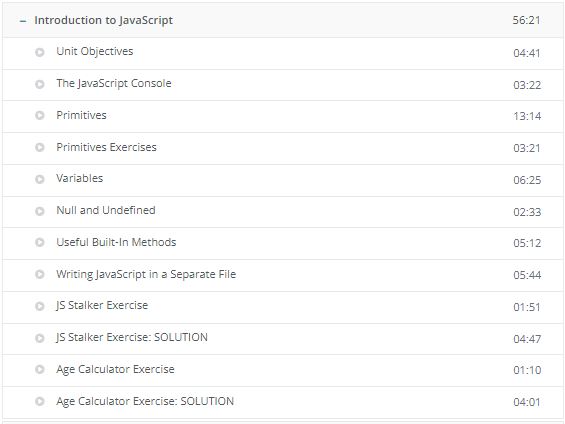 – Introduction to JavaScript 56:21
Unit Objectives 04:41
The JavaScript Console 03:22
Primitives 13:14
Primitives Exercises 03:21
Variables 06:25
Null and Undefined 02:33
Useful Built-In Methods 05:12
Writing JavaScript in a Separate File 05:44
JS Stalker Exercise 01:51
JS Stalker Exercise: SOLUTION 04:47
Age Calculator Exercise 01:10
Age Calculator Exercise: SOLUTION 04:01